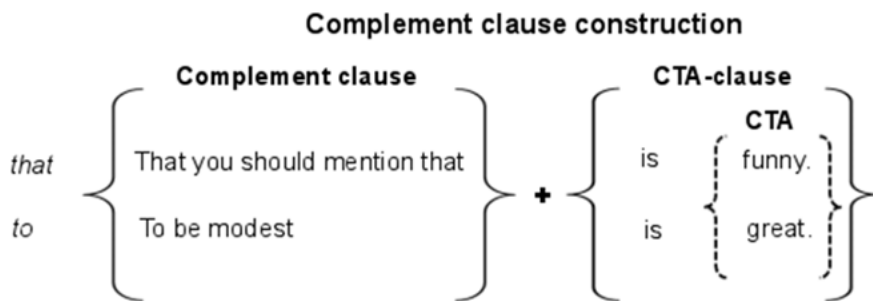 Complement clause construction
Complement clause CTA-clause
CTA
that That you should mention that is funny.
+
to To be modest is great.